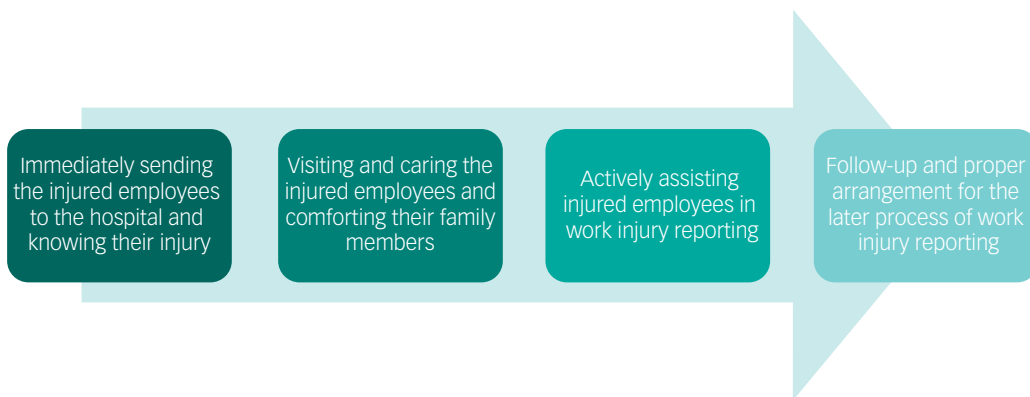 Immediately sending
the injured employees
to the hospital and
knowing their injury
Visiting and caring the
injured employees and
comforting their family
members
Actively assisting
injured employees in
work injury reporting
Follow-up and proper
arrangement for the
later process of work
injury reporting